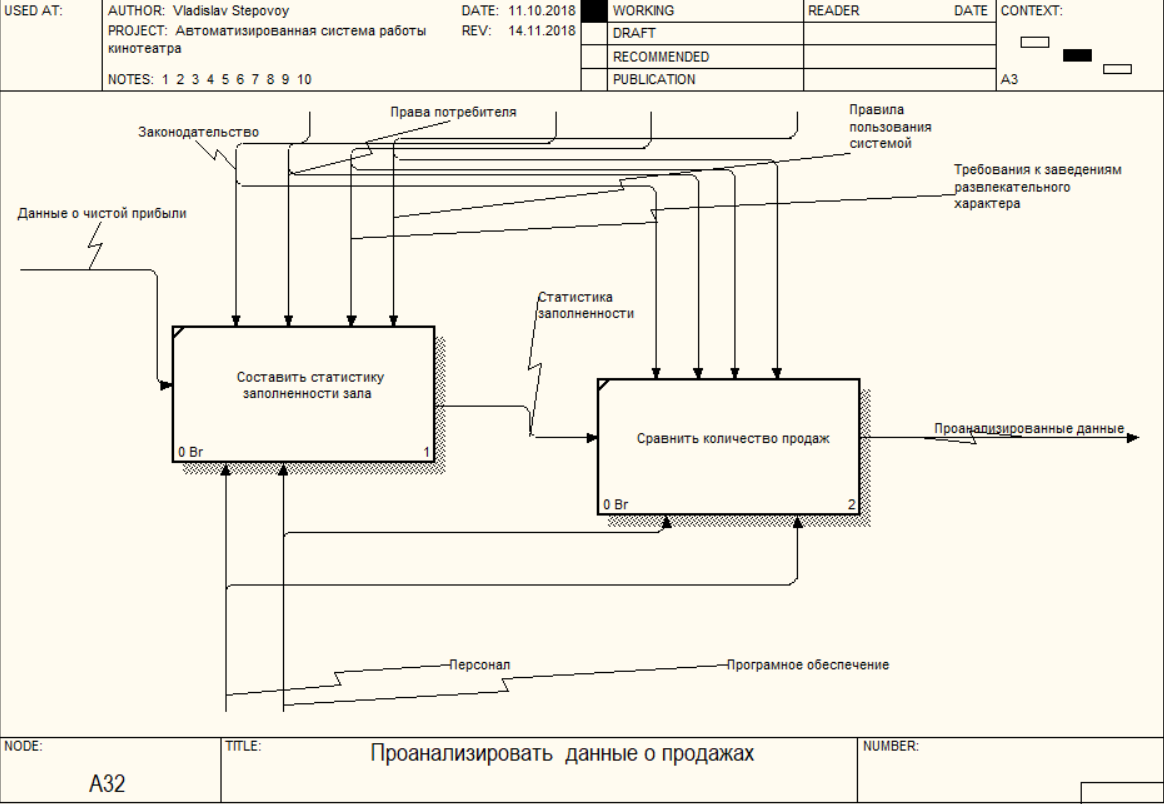 USED AT:
AUTHOR: Vladislav Stepovoy
DATE: 11.10.2018
PROJECT: Автоматизированная система работы
кинотеатра
REV: 14.11.2018
NOTES: 1 2 3 4 5 6 7 8 9 10
WORKING
DRAFT
RECOMMENDED
PUBLICATION
READER
DATE
CONTEXT:
A3
Права потребителя
Законодательство
Правила
пользования
системой
Требования к заведениям
развлекательного
характера
Данные о чистой прибыли
Статистика
заполненности
Составить статистику
заполненности зала
0 Br
1
Сравнить количество продаж
0 Br
2
Проанализированные данные
Персонал
Програмное обеспечение
NODE:
A32
TITLE:
Проанализировать данные о продажах
NUMBER: